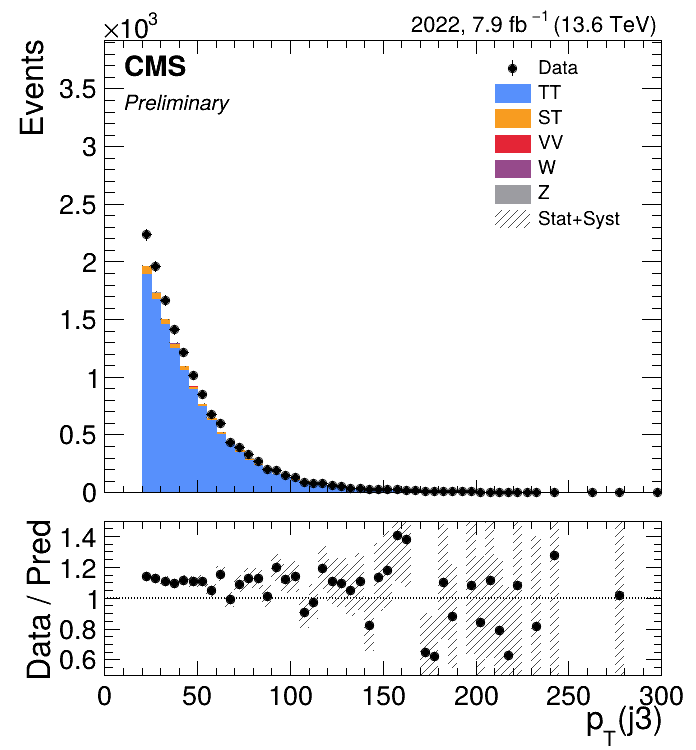 ×10³
2022, 7.9 fb⁻¹ (13.6 TeV)
Events
CMS
Preliminary
Data
TT
ST
VV
W
Z
Stat+Syst
3.5
3
2.5
2
1.5
1
0.5
0
Data / Pred
1.4
1.2
1
0.8
0.6
0 50 100 150 200 250 300
p_T(j3)